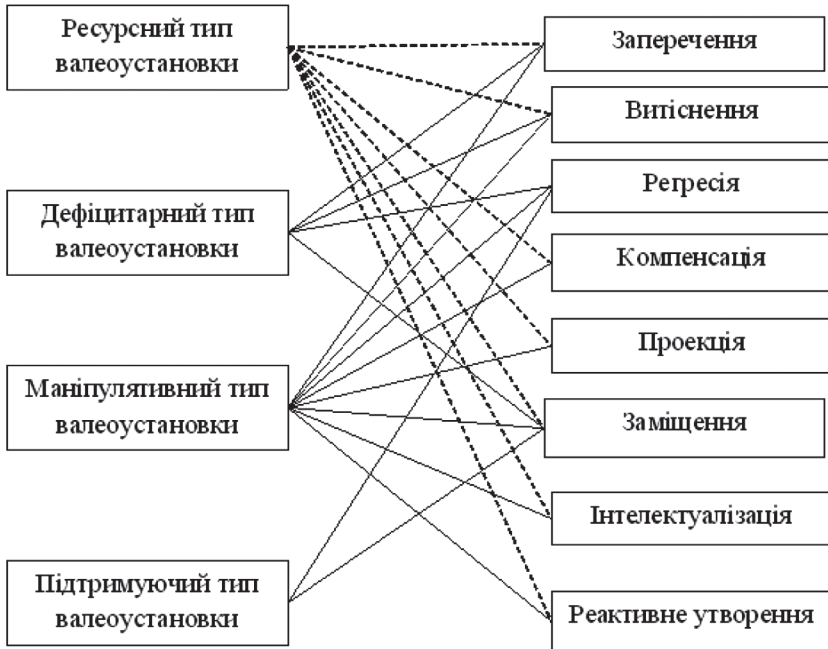 Ресурсний тип
валеоустановки
Дефіцитарний тип
валеоустановки
Маніпулятивний тип
валеоустановки
Підтримуючий тип
валеоустановки
Заперечення
Витіснення
Регресія
Компенсація
Проекція
Заміщення
Інтелектуалізація
Реактивне утворення